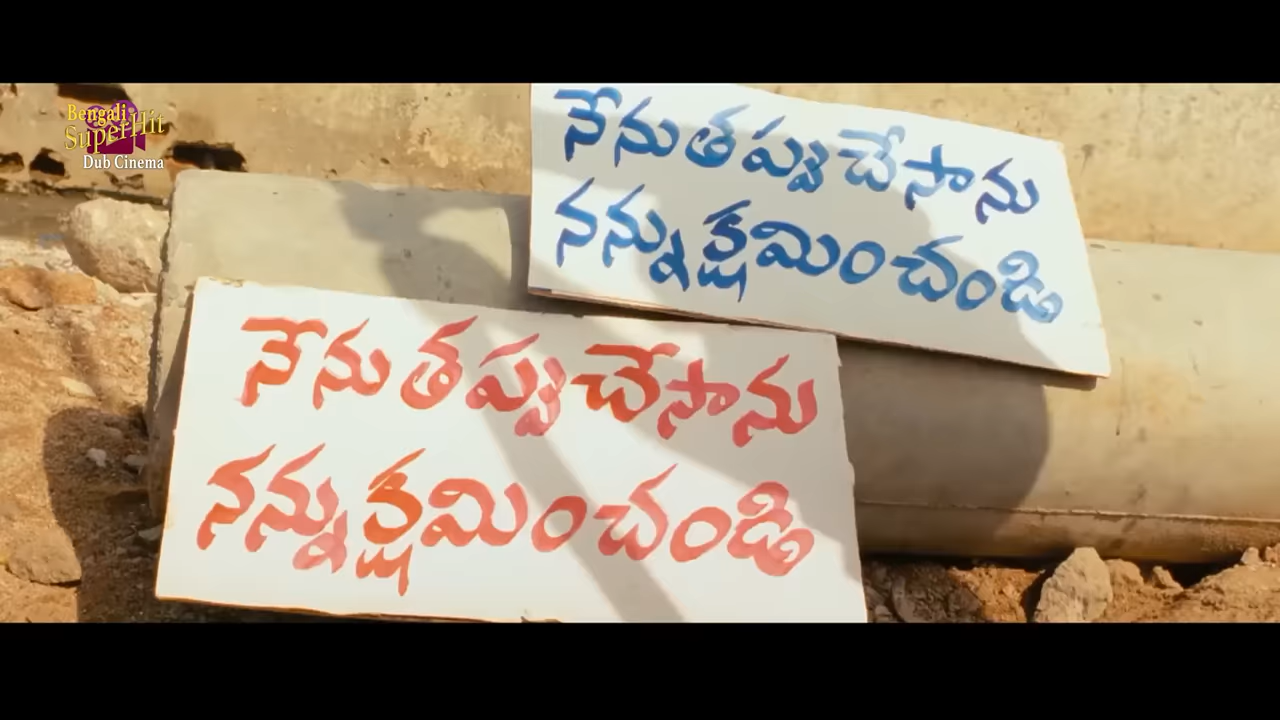 Bengali
SuperHit
Dub Cinema
నేను తప్పు చేసాను
నన్ను క్షమించండి
నేను తప్పు చేసాను
నన్ను క్షమించండి